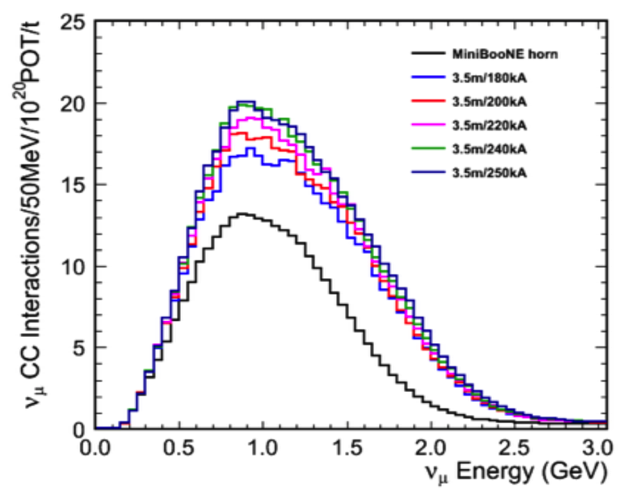 25
20
15
10
5
0
ν_μ CC Interactions/50MeV/10^20POT/t
MiniBooNE horn
3.5m/180kA
3.5m/200kA
3.5m/220kA
3.5m/240kA
3.5m/250kA
0.0 0.5 1.0 1.5 2.0 2.5 3.0
ν_μ Energy (GeV)